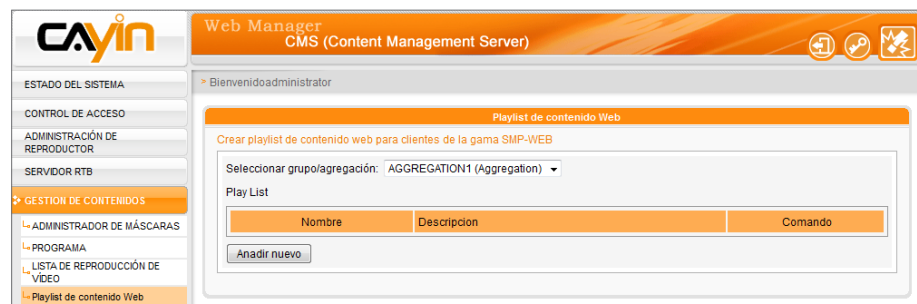 CAYIN
Web Manager
CMS (Content Management Server)
ESTADO DEL SISTEMA
> Bienvenidoadministrator
CONTROL DE ACCESO
ADMINISTRACIÓN DE
REPRODUCTOR
SERVIDOR RTB
GESTION DE CONTENIDOS
ADMINISTRADOR DE MÁSCARAS
PROGRAMA
LISTA DE REPRODUCCIÓN DE
VÍDEO
Playlist de contenido Web
Playlist de contenido Web
Crear playlist de contenido web para clientes de la gama SMP-WEB
Seleccionar grupo/agregación: AGGREGATION1 (Aggregation)
Play List
Nombre Descripcion Comando
Anadir nuevo